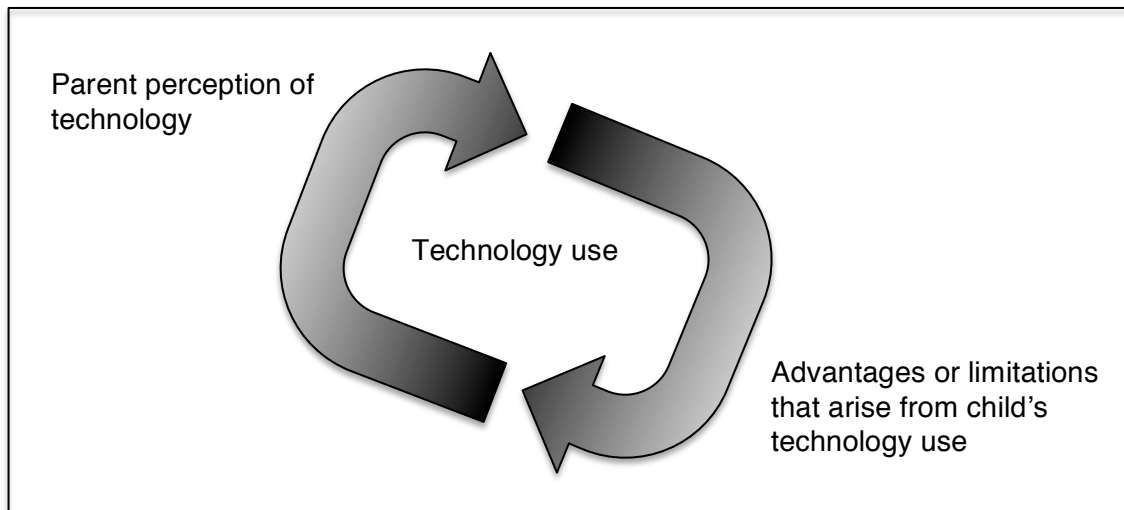 Parent perception of
technology
Technology use
Advantages or limitations
that arise from child’s
technology use